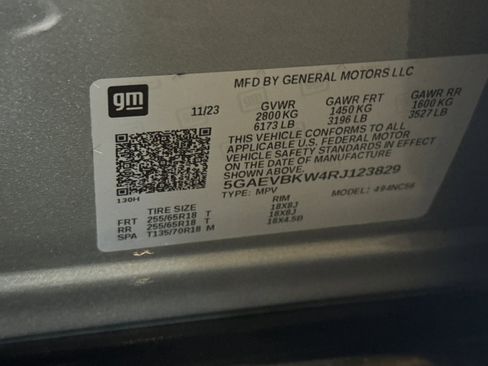 MFD BY GENERAL MOTORS LLC
gm
11/23 GVWR GAWR FRT GAWR RR
2800 KG 1450 KG 1600 KG
6173 LB 3196 LB 3527 LB
THIS VEHICLE CONFORMS TO ALL
APPLICABLE U.S. FEDERAL MOTOR
VEHICLE SAFETY STANDARDS IN EFFECT
ON THE DATE OF MANUFACTURE
SHOWN ABOVE.
5GAEVBKW4RJ123829
130H
TYPE: MPV MODEL: 4S4NC56
TIRE SIZE RIM
FRT 255/65R18 T 18X8J
RR 255/65R18 T 18X8J
SPA T135/70R18 M 18X4.5B